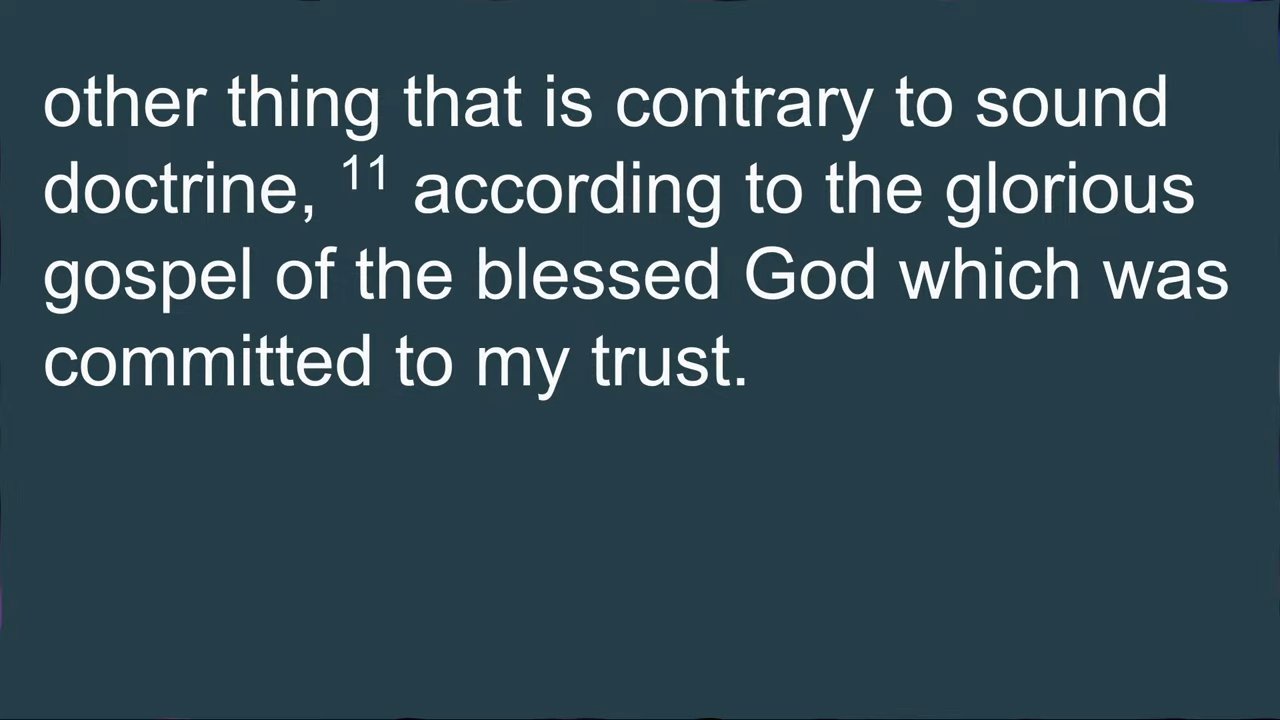 other thing that is contrary to sound
doctrine, 11 according to the glorious
gospel of the blessed God which was
committed to my trust.